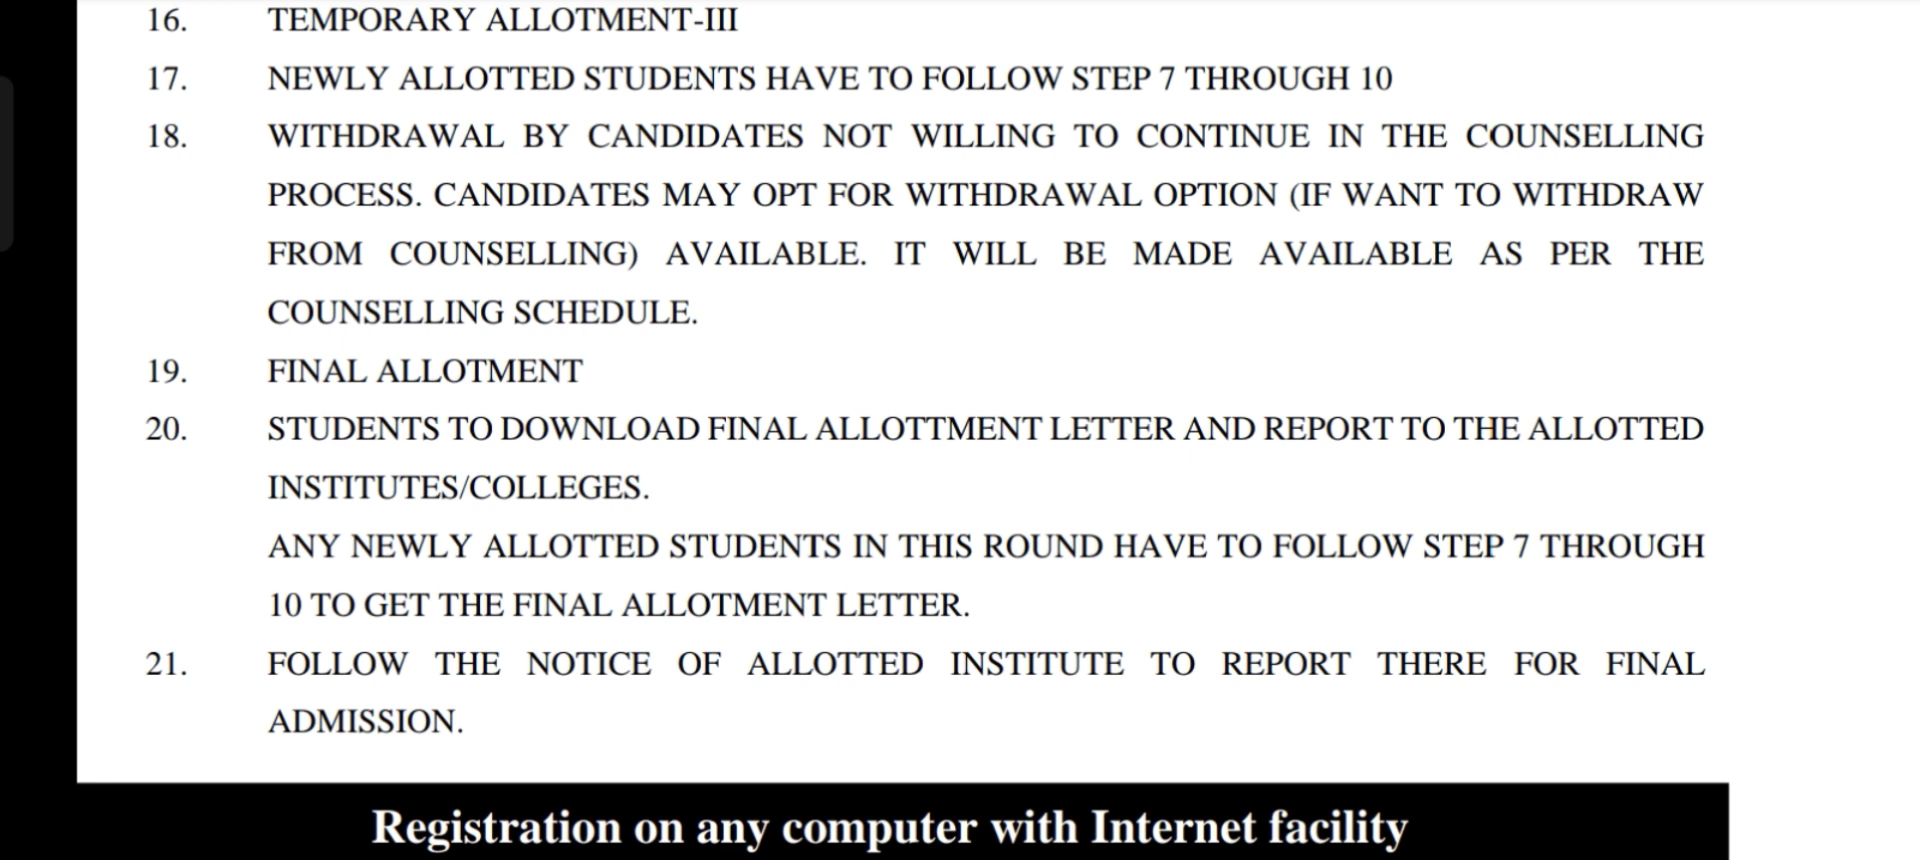 16. TEMPORARY ALLOTMENT-III
17. NEWLY ALLOTTED STUDENTS HAVE TO FOLLOW STEP 7 THROUGH 10
18. WITHDRAWAL BY CANDIDATES NOT WILLING TO CONTINUE IN THE COUNSELLING
PROCESS. CANDIDATES MAY OPT FOR WITHDRAWAL OPTION (IF WANT TO WITHDRAW
FROM COUNSELLING) AVAILABLE. IT WILL BE MADE AVAILABLE AS PER THE
COUNSELLING SCHEDULE.
19. FINAL ALLOTMENT
20. STUDENTS TO DOWNLOAD FINAL ALLOTTMENT LETTER AND REPORT TO THE ALLOTTED
INSTITUTES/COLLEGES.
ANY NEWLY ALLOTTED STUDENTS IN THIS ROUND HAVE TO FOLLOW STEP 7 THROUGH
10 TO GET THE FINAL ALLOTMENT LETTER.
21. FOLLOW THE NOTICE OF ALLOTTED INSTITUTE TO REPORT THERE FOR FINAL
ADMISSION.
Registration on any computer with Internet facility